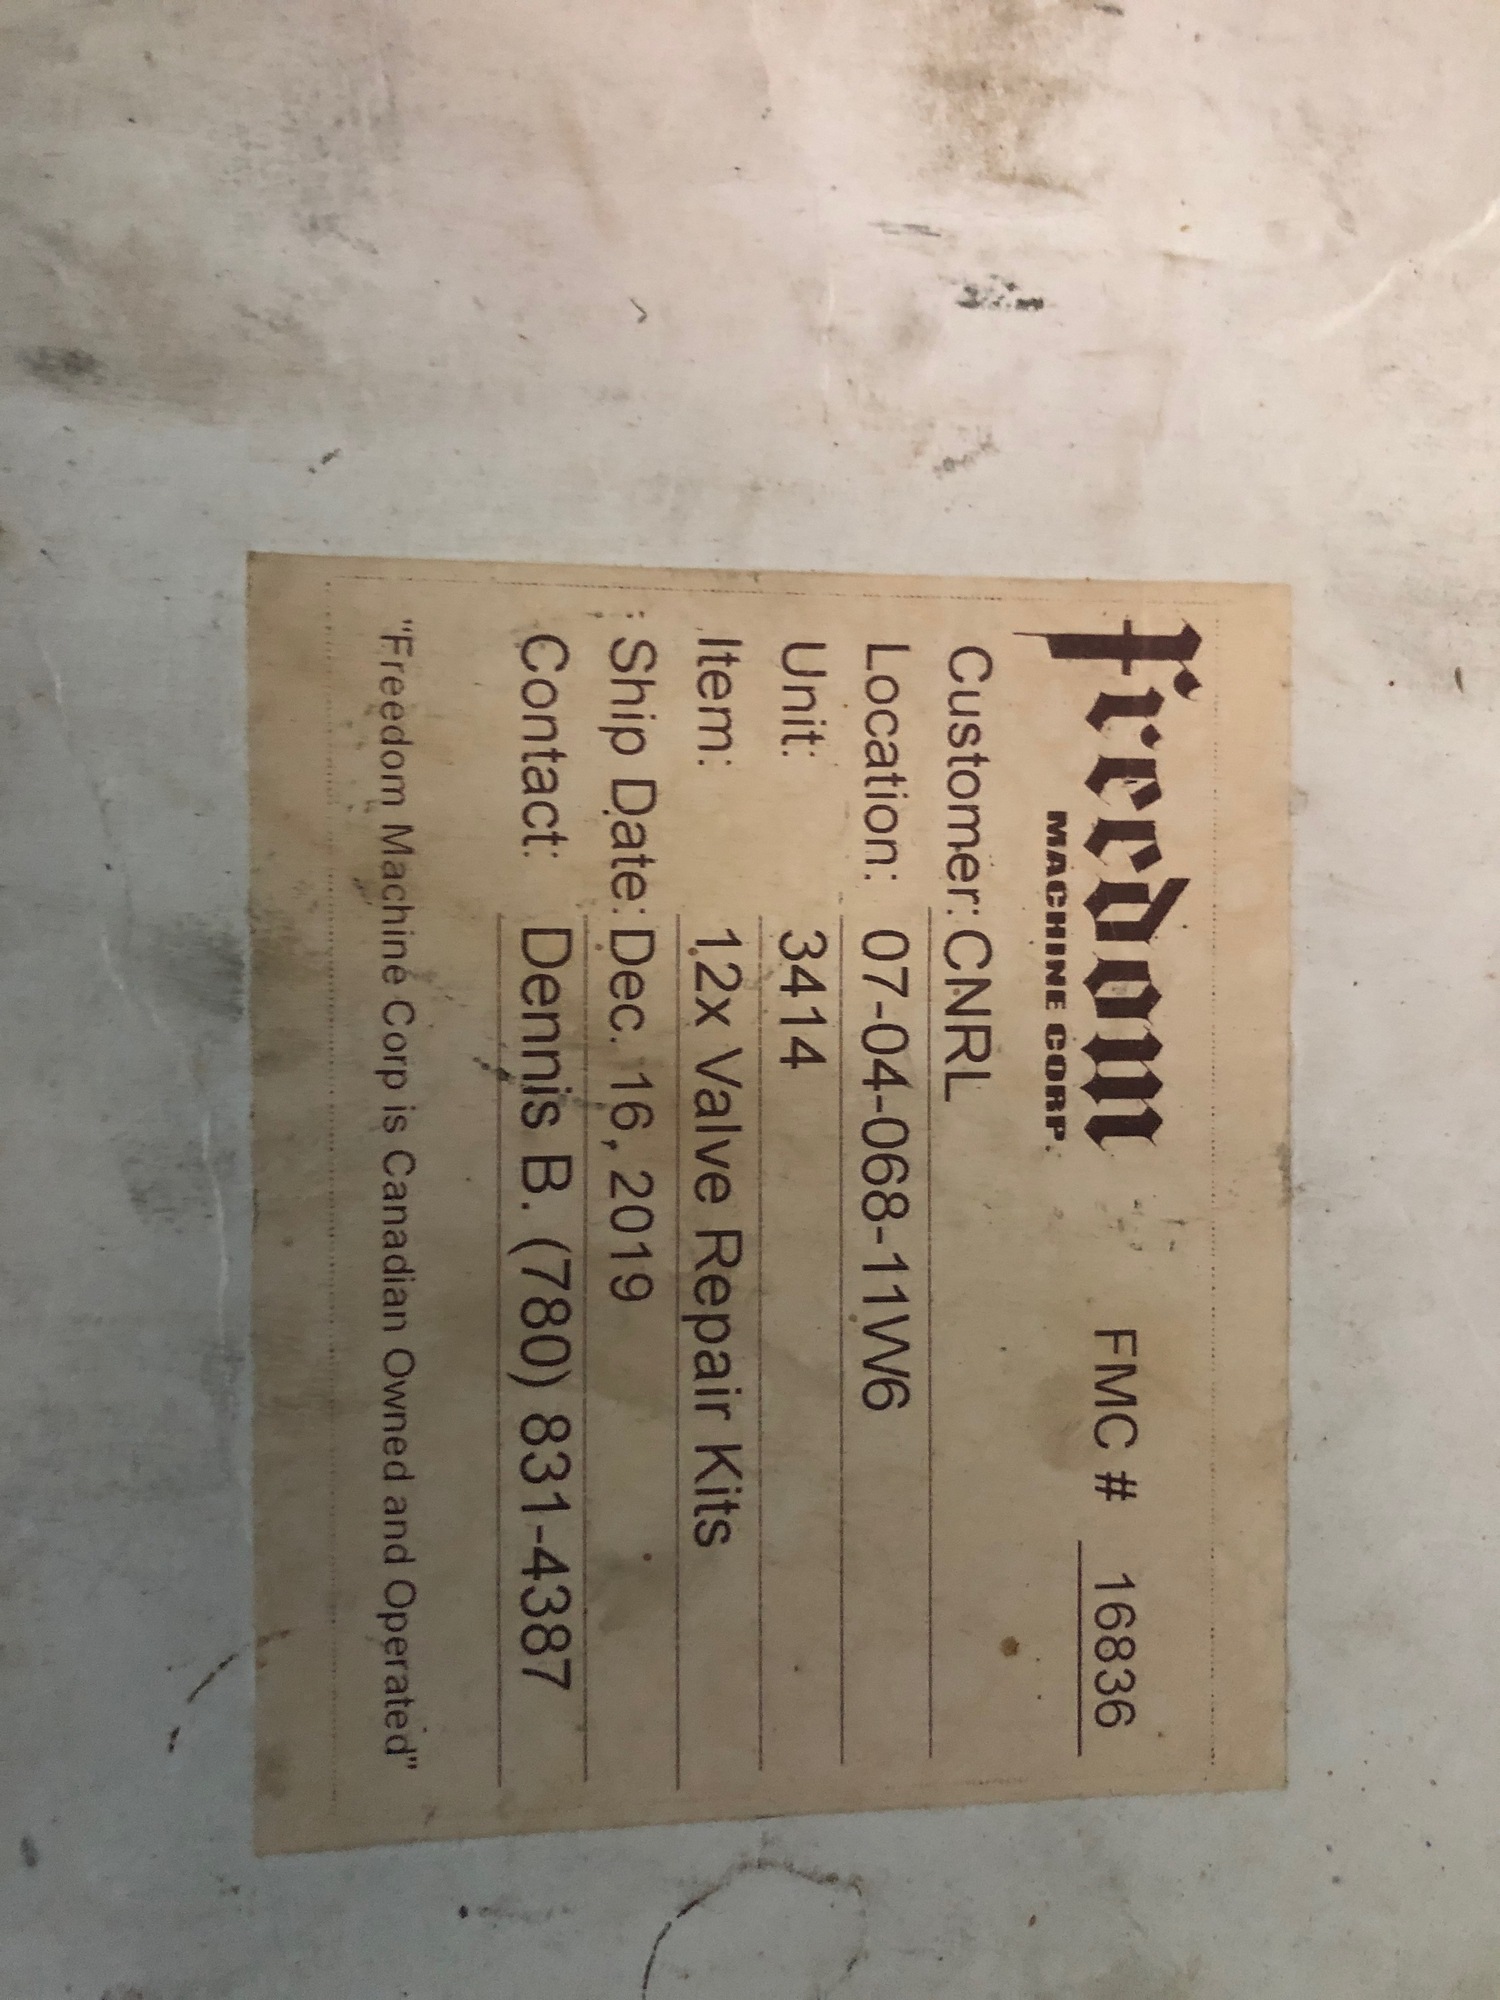 Freedom
MACHINE CORP.
FMC # 16836
Customer: CNRL
Location: 07-04-068-11W6
Unit: 3414
Item: 12x Valve Repair Kits
Ship Date: Dec. 16, 2019
Contact: Dennis B. (780) 831-4387
"Freedom Machine Corp is Canadian Owned and Operated"